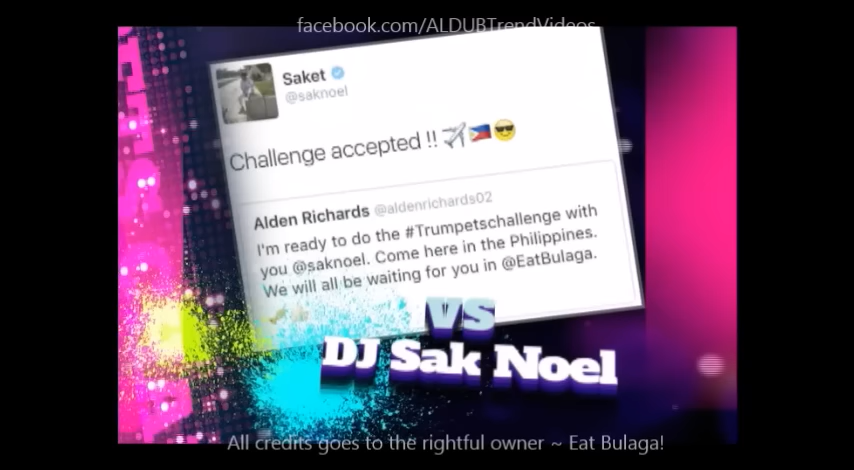 facebook.com/ALDUBTrendVideos
Saket
@saknoel
Challenge accepted !! ✈️🇵🇭😎
Alden Richards @aldenrichards02
I'm ready to do the #Trumpetschallenge with
you @saknoel. Come here in the Philippines.
We will all be waiting for you in @EatBulaga.
VS
DJ Sak Noel
All credits goes to the rightful owner ~ Eat Bulaga!